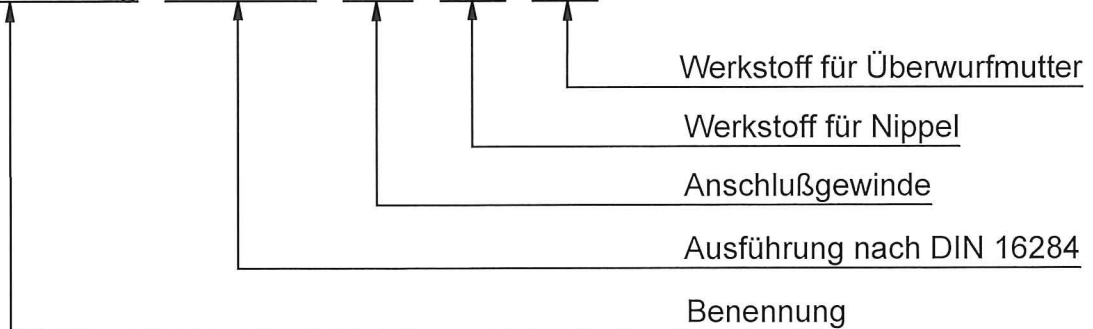 Werkstoff für Überwurfmutter
Werkstoff für Nippel
Anschlußgewinde
Ausführung nach DIN 16284
Benennung